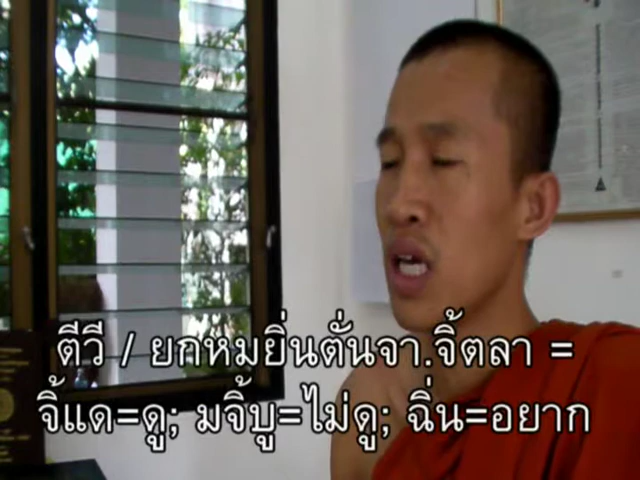 ตีวี / ยกหมยิ่นตั่นจา.จิ้ตลา =
จิ้แด=ดู; มจิ้บู=ไม่ดู; ฉิ่น=อยาก